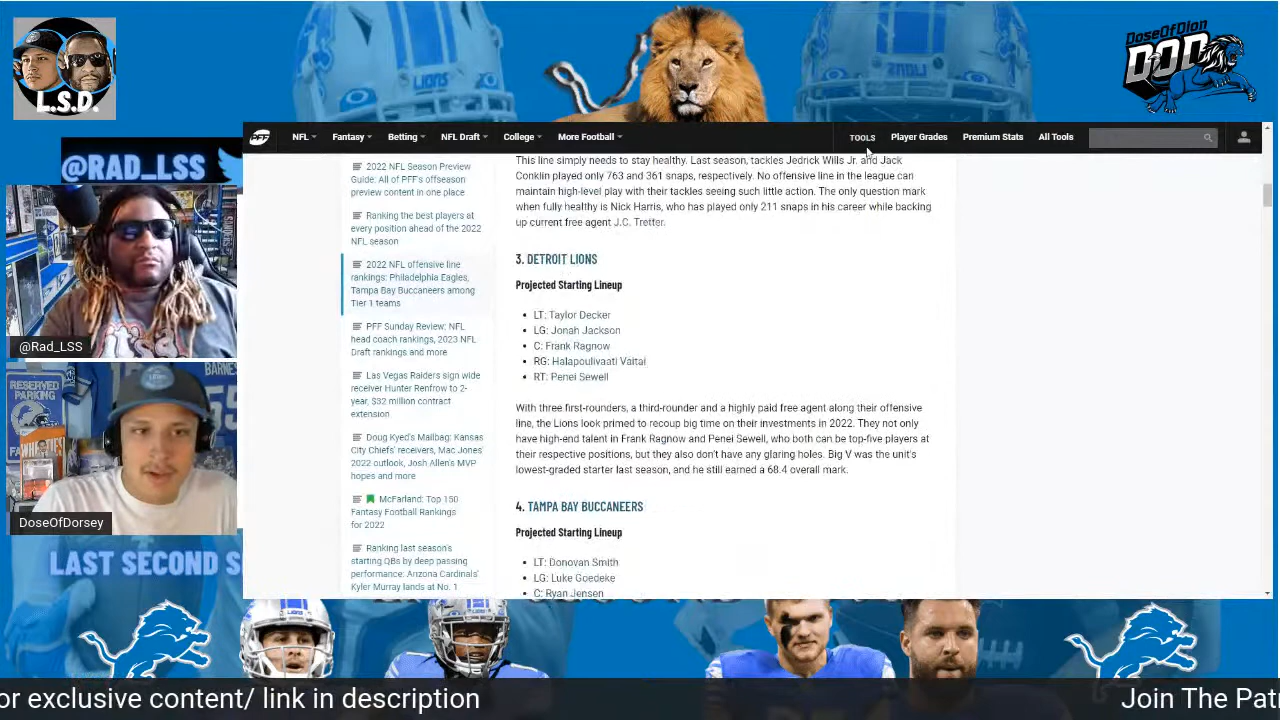 L.S.D.
DoseOfDion
DOD
LIONS
@RAD_LSS
PFF
NFL
Fantasy
Betting
NFL Draft
College
More Football
TOOLS
Player Grades
Premium Stats
All Tools
2022 NFL Season Preview
Guide: All of PFF's offseason
preview content in one place
Ranking the best players at
every position ahead of the 2022
NFL season
2022 NFL offensive line
rankings: Philadelphia Eagles,
Tampa Bay Buccaneers among
Tier 1 teams
PFF Sunday Review: NFL
head coach rankings, 2023 NFL
Draft rankings and more
Las Vegas Raiders sign wide
receiver Hunter Renfrow to 2-
year, $32 million contract
extension
Doug Kyed's Mailbag: Kansas
City Chiefs' receivers, Mac Jones'
2022 outlook, Josh Allen's MVP
hopes and more
McFarland: Top 150
Fantasy Football Rankings
for 2022
Ranking last season's
starting QBs by deep passing
performance: Arizona Cardinals'
Kyler Murray lands at No. 1
This line simply needs to stay healthy. Last season, tackles Jedrick Wills Jr. and Jack
Conklin played only 763 and 361 snaps, respectively. No offensive line in the league can
maintain high-level play with their tackles seeing such little action. The only question mark
when fully healthy is Nick Harris, who has played only 211 snaps in his career while backing
up current free agent J.C. Tretter.
3. DETROIT LIONS
Projected Starting Lineup
LT: Taylor Decker
LG: Jonah Jackson
C: Frank Ragnow
RG: Halapoulivaati Vaitai
RT: Penei Sewell
With three first-rounders, a third-rounder and a highly paid free agent along their offensive
line, the Lions look primed to recoup big time on their investments in 2022. They not only
have high-end talent in Frank Ragnow and Penei Sewell, who both can be top-five players at
their respective positions, but they also don't have any glaring holes. Big V was the unit's
lowest-graded starter last season, and he still earned a 68.4 overall mark.
4. TAMPA BAY BUCCANEERS
Projected Starting Lineup
LT: Donovan Smith
LG: Luke Goedeke
C: Ryan Jensen
@Rad_LSS
RESERVED
PARKING
DoseOfDorsey
LAST SECOND S
or exclusive content/ link in description
Join The Pat